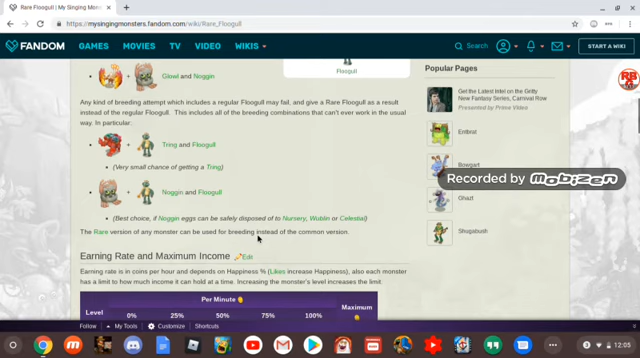 Rare Floogull | My Singing Monsters
https://mysingingmonsters.fandom.com/wiki/Rare_Floogull
FANDOM GAMES MOVIES TV VIDEO WIKIS Search START A WIKI
Glowl and Noggin
Floogull
Popular Pages
Any kind of breeding attempt which includes a regular Floogull may fail, and give a Rare Floogull as a result
instead of the regular Floogull. This includes all of the breeding combinations that can't ever work in the usual
way. In particular:
Get the Latest Intel on the Gritty
New Fantasy Series, Carnival Row
Presented by Prime Video
Entbrat
Tring and Floogull
(Very small chance of getting a Tring)
Bowgart
Recorded by Mobizen
Noggin and Floogull
Ghazt
(Best choice, if Noggin eggs can be safely disposed of to Nursery, Wublin or Celestial)
The Rare version of any monster can be used for breeding instead of the common version.
Shugabush
Earning Rate and Maximum Income Edit
Earning rate is in coins per hour and depends on Happiness % (Likes increase Happiness), also each monster
has a limit to how much income it can hold at a time. Increasing the monster's level increases the limit.
Per Minute
Level 0% 25% 50% 75% 100% Maximum
Follow My Tools Customize Shortcuts
12:05